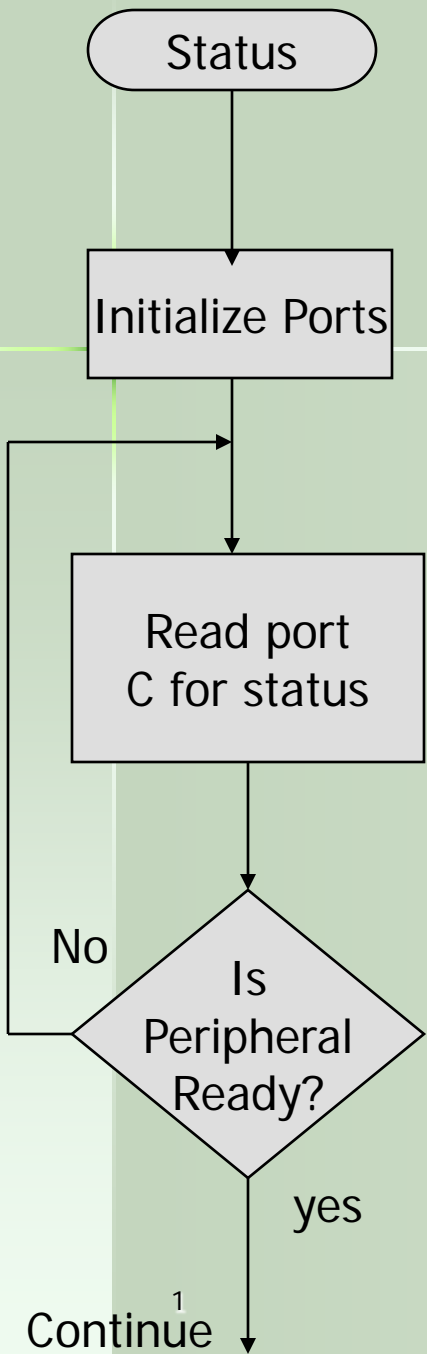 Status
Initialize Ports
Read port
C for status
No
Is
Peripheral
Ready?
yes
1
Continue